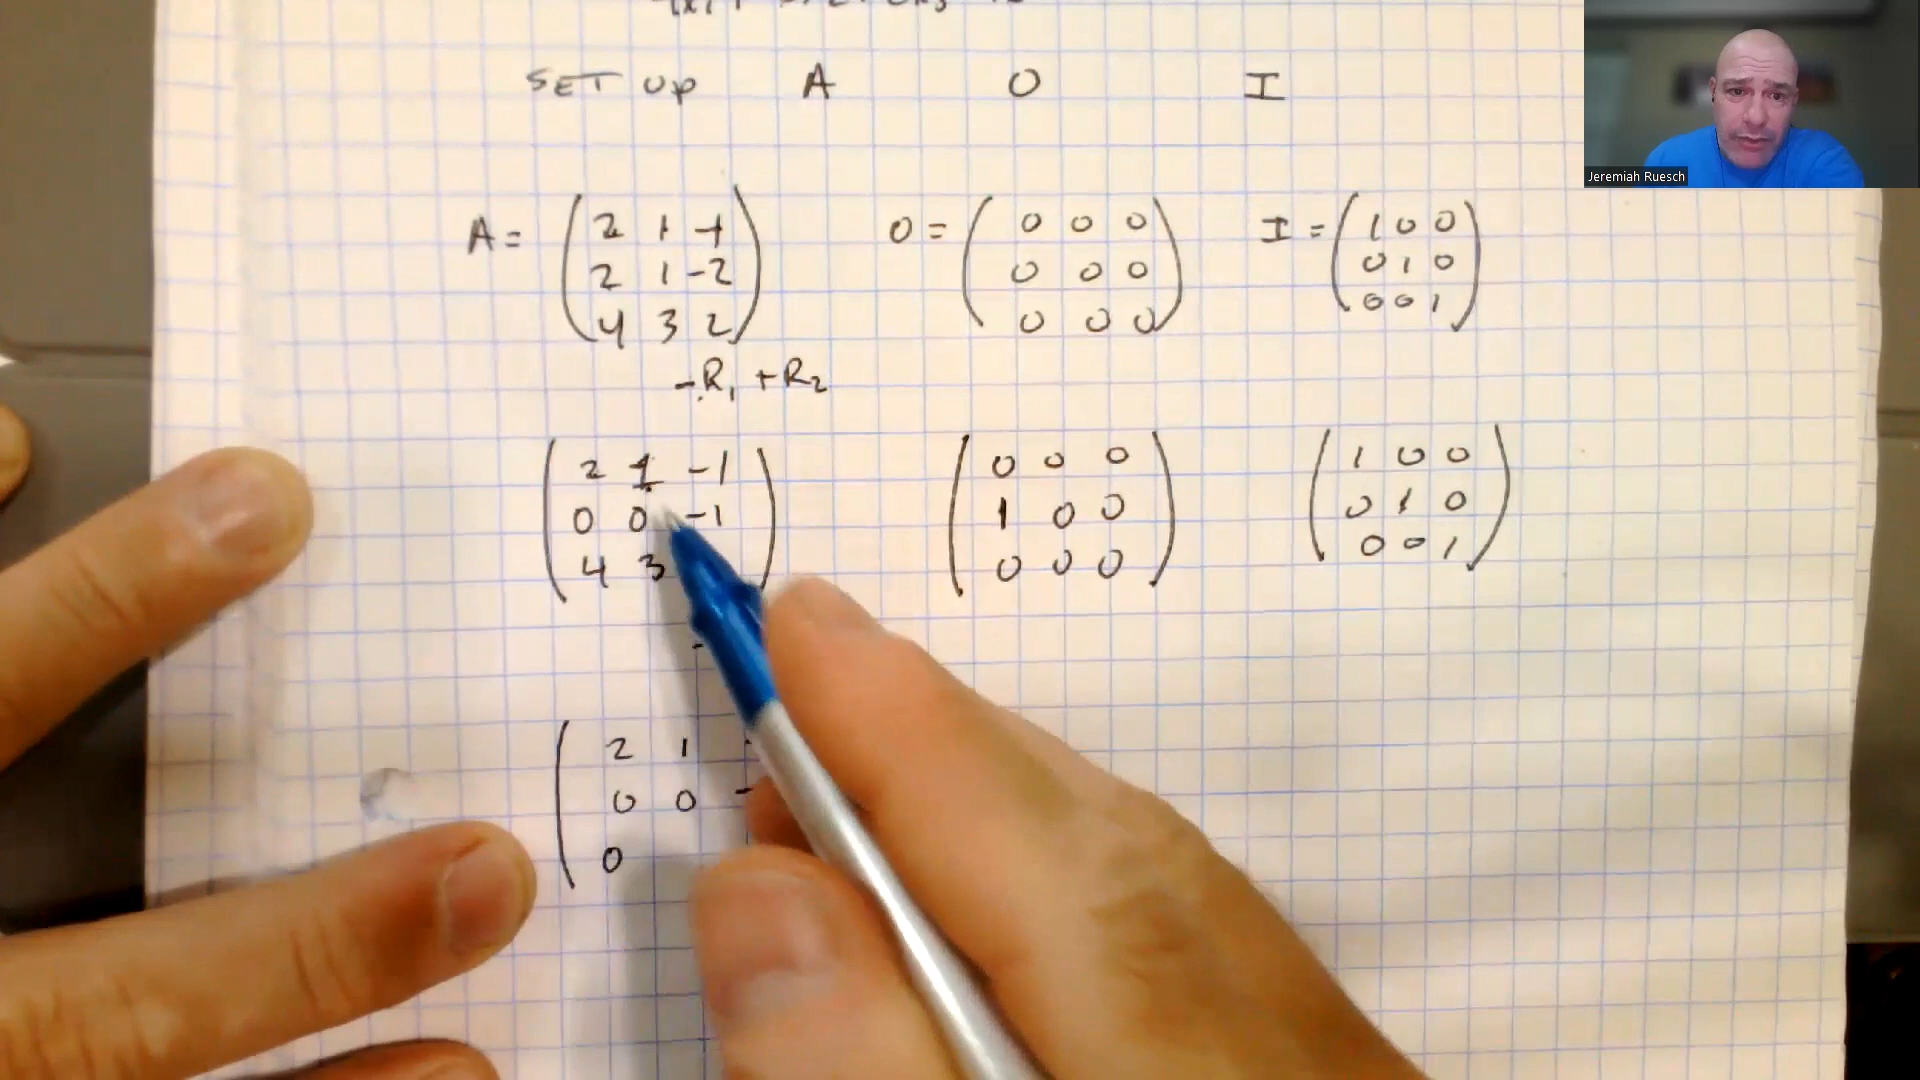 SET UP A O I
Jeremiah Ruesch
A = ( 2 1 -1 O = ( 0 0 0 ) I = ( 1 0 0
2 1 -2 0 0 0 0 1 0
4 3 2 ) 0 0 0 0 0 1 )
-R1 + R2
( 2 1 -1 ) ( 0 0 0 ) ( 1 0 0 )
0 0 -1 1 0 0 0 1 0
4 3 0 0 0 0 0 1
( 2 1
0 0 -
0